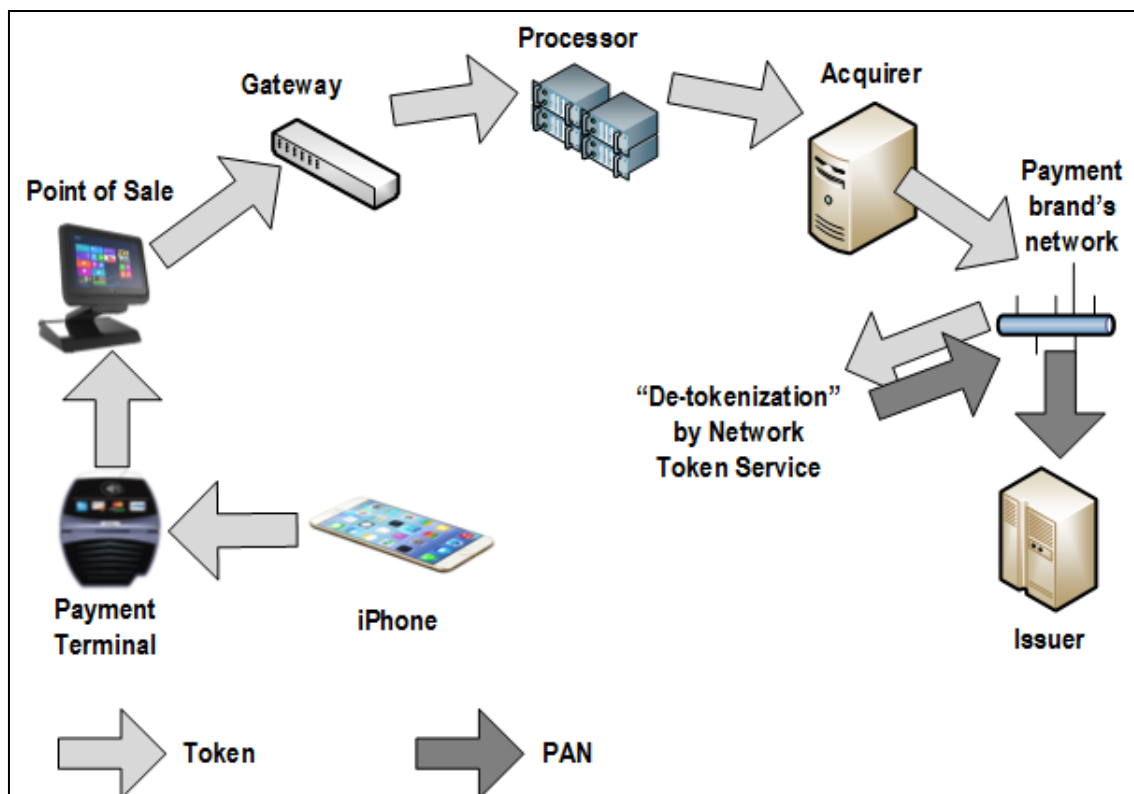 Processor
Gateway
Acquirer
Point of Sale
Payment
brand’s
network
“De-tokenization”
by Network
Token Service
Payment
Terminal
iPhone
Issuer
Token
PAN